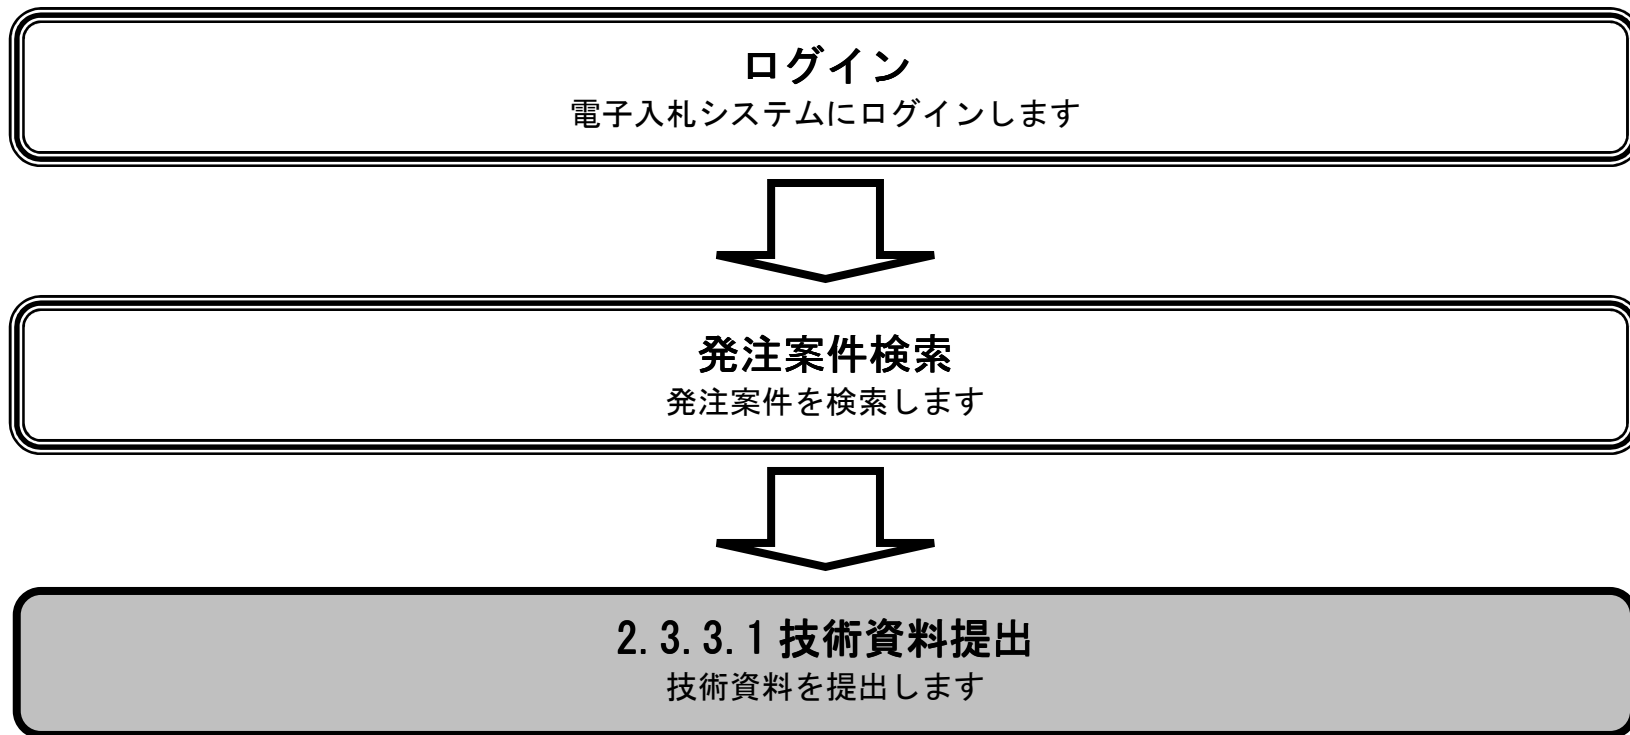 ログイン
電子入札システムにログインします
発注案件検索
発注案件を検索します
2.3.3.1 技術資料提出
技術資料を提出します